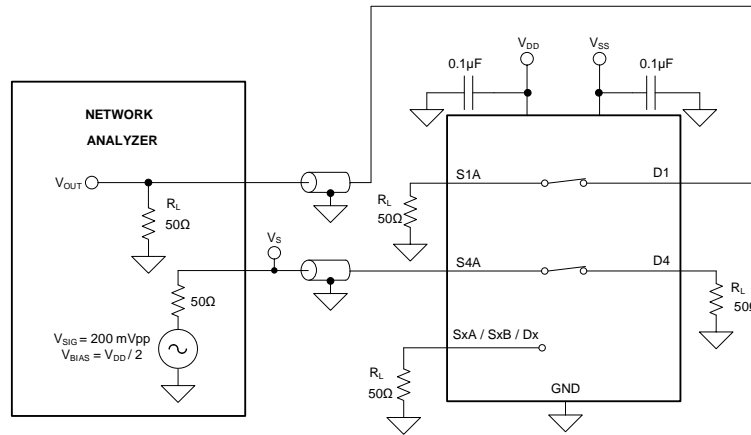 V_DD
V_SS
0.1µF
0.1µF
NETWORK
ANALYZER
V_OUT
R_L
50Ω
S1A
D1
R_L
50Ω
V_S
S4A
D4
50Ω
R_L
50Ω
V_SIG = 200 mVpp
V_BIAS = V_DD / 2
SxA / SxB / Dx
R_L
50Ω
GND